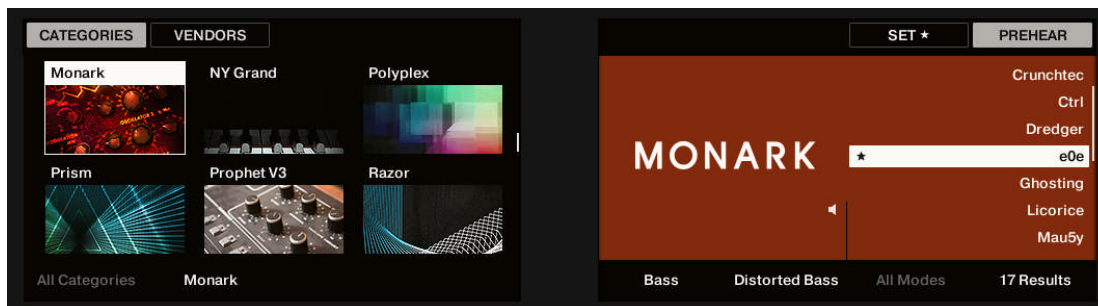 CATEGORIES VENDORS
Monark NY Grand Polyplex
Prism Prophet V3 Razor
All Categories Monark
SET ★ PREHEAR
MONARK
Crunchtec
Ctrl
Dredger
★ e0e
Ghosting
Licorice
Mau5y
Bass Distorted Bass All Modes 17 Results